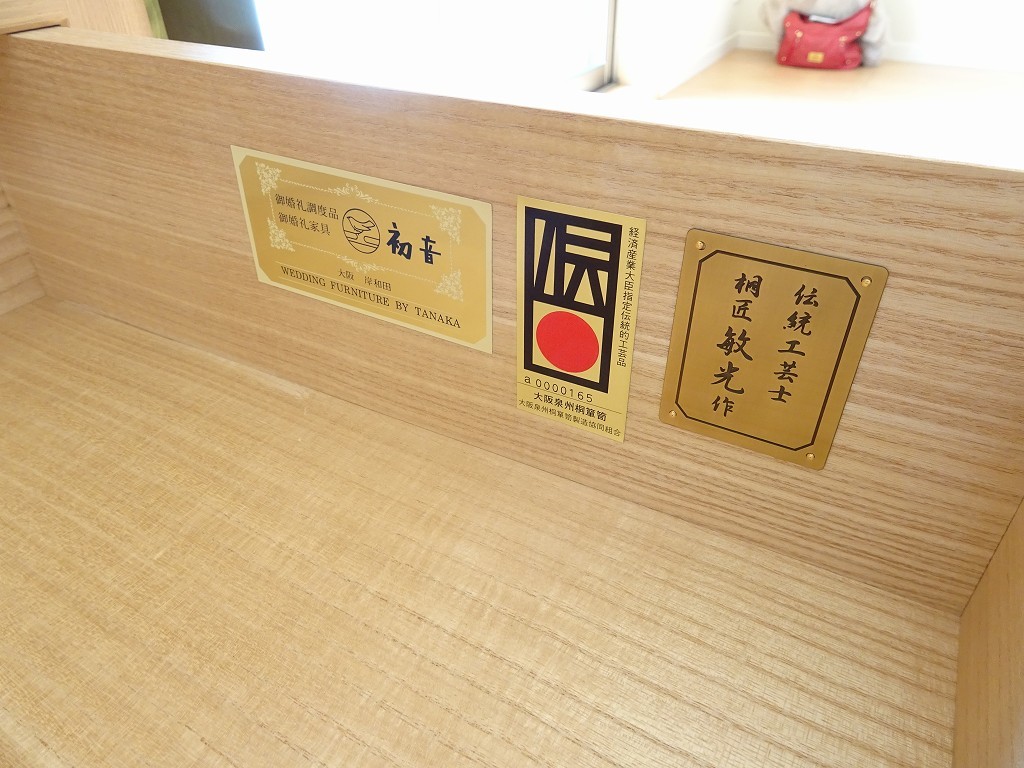 御婚礼調度品
御婚礼家具
初音
大阪 岸和田
WEDDING FURNITURE BY TANAKA
伝
経済産業大臣指定伝統的工芸品
a0000165
大阪泉州桐簞笥
大阪泉州桐簞笥製造協同組合
伝統工芸士
桐匠 敏光作